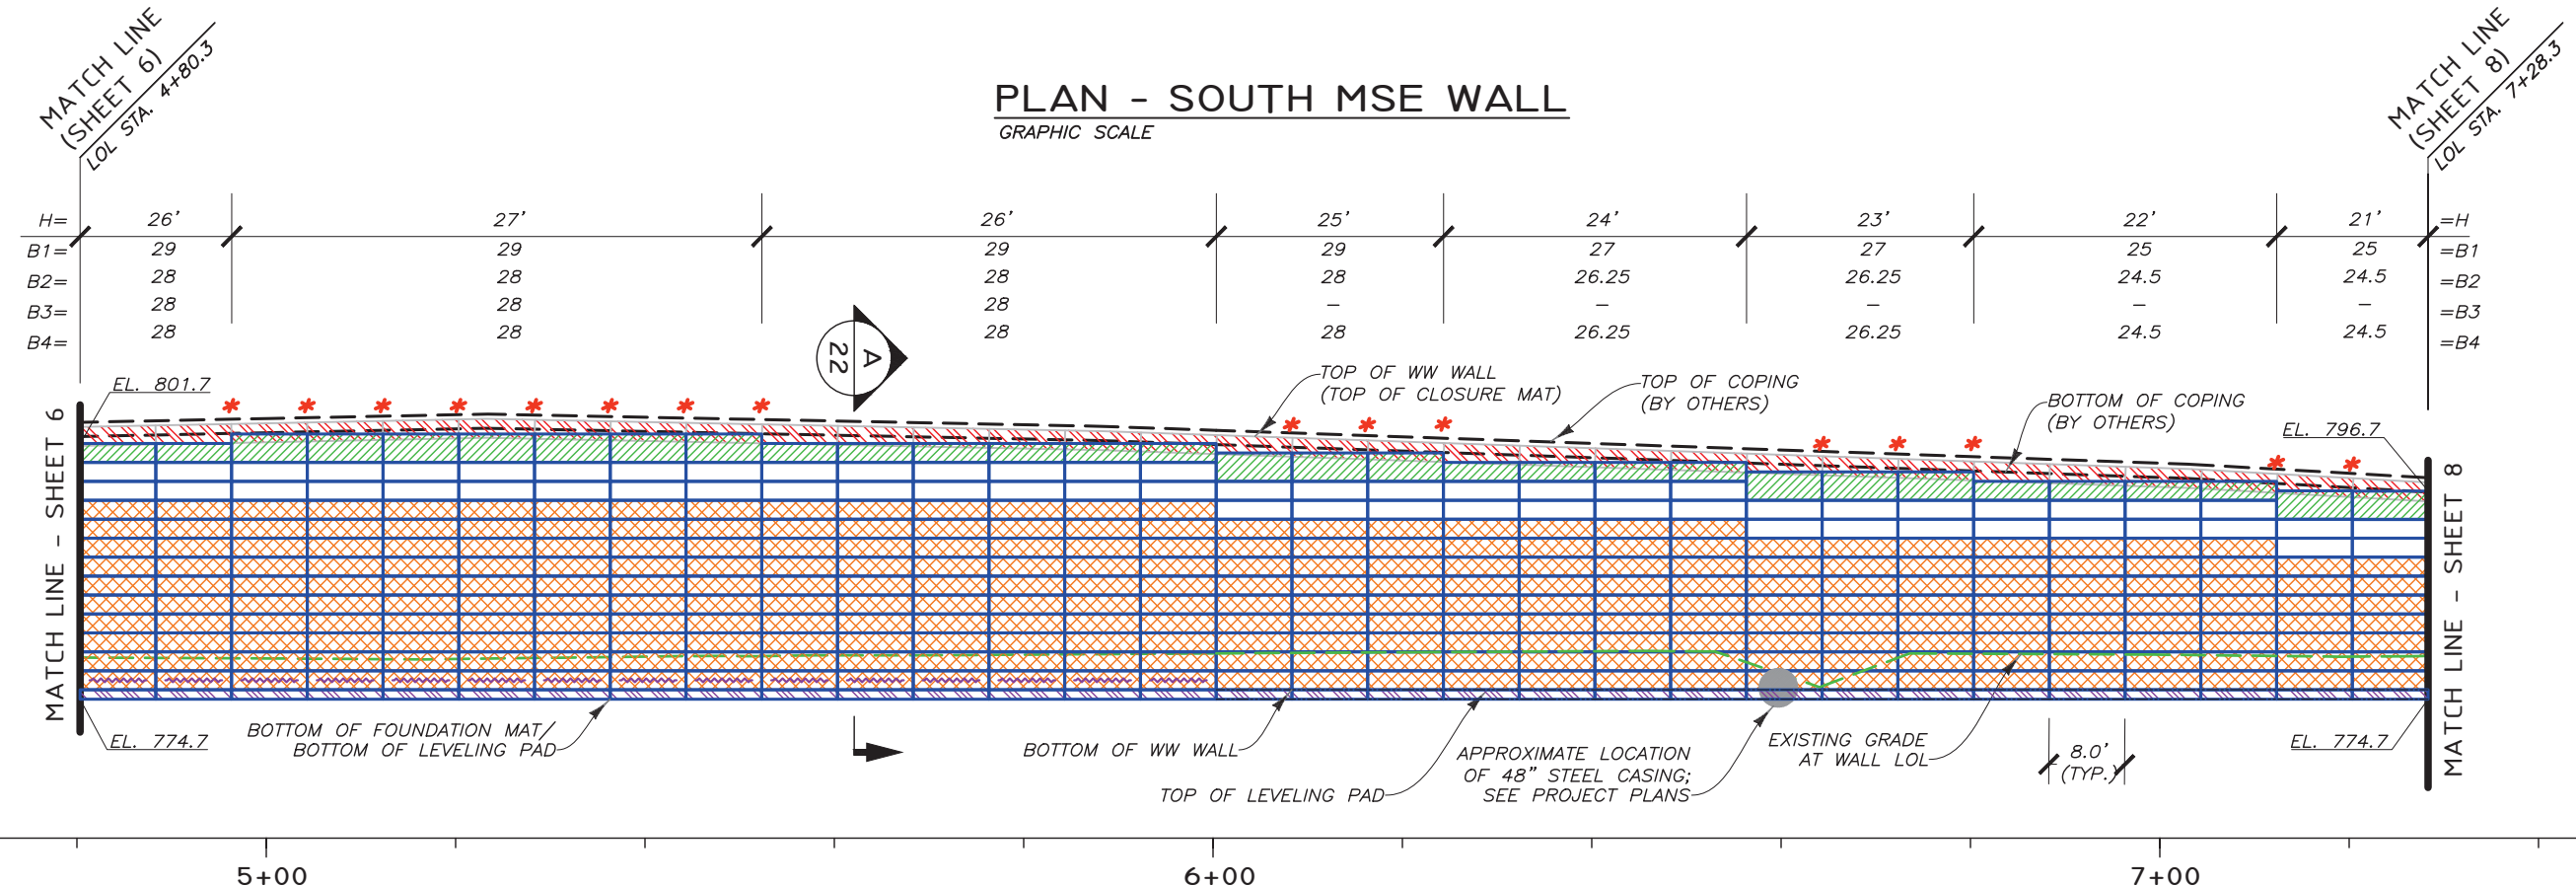 MATCH LINE
(SHEET 6)
LOL STA. 4+80.3
PLAN - SOUTH MSE WALL
GRAPHIC SCALE
MATCH LINE
(SHEET 8)
LOL STA. 7+28.3
H= 26' 27' 26' 25' 24' 23' 22' 21' =H
B1= 29 29 29 29 27 27 25 25 =B1
B2= 28 28 28 28 26.25 26.25 24.5 24.5 =B2
B3= 28 28 28 - - - - - =B3
B4= 28 28 28 28 26.25 26.25 24.5 24.5 =B4
A
22
EL. 801.7
TOP OF WW WALL
(TOP OF CLOSURE MAT)
TOP OF COPING
(BY OTHERS)
BOTTOM OF COPING
(BY OTHERS)
EL. 796.7
* * * * * * * * * * * * * * * *
MATCH LINE - SHEET 6
MATCH LINE - SHEET 8
EL. 774.7
BOTTOM OF FOUNDATION MAT/
BOTTOM OF LEVELING PAD
BOTTOM OF WW WALL
TOP OF LEVELING PAD
APPROXIMATE LOCATION
OF 48" STEEL CASING;
SEE PROJECT PLANS
EXISTING GRADE
AT WALL LOL
8.0'
(TYP.)
EL. 774.7
5+00 6+00 7+00